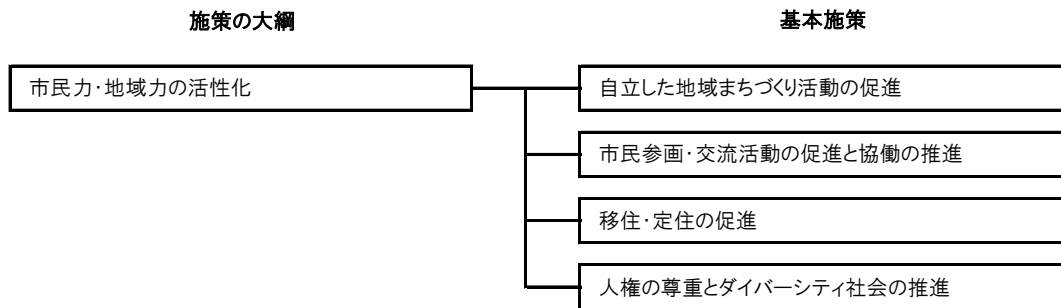 施策の大綱
基本施策
市民力・地域力の活性化
自立した地域まちづくり活動の促進
市民参画・交流活動の促進と協働の推進
移住・定住の促進
人権の尊重とダイバーシティ社会の推進